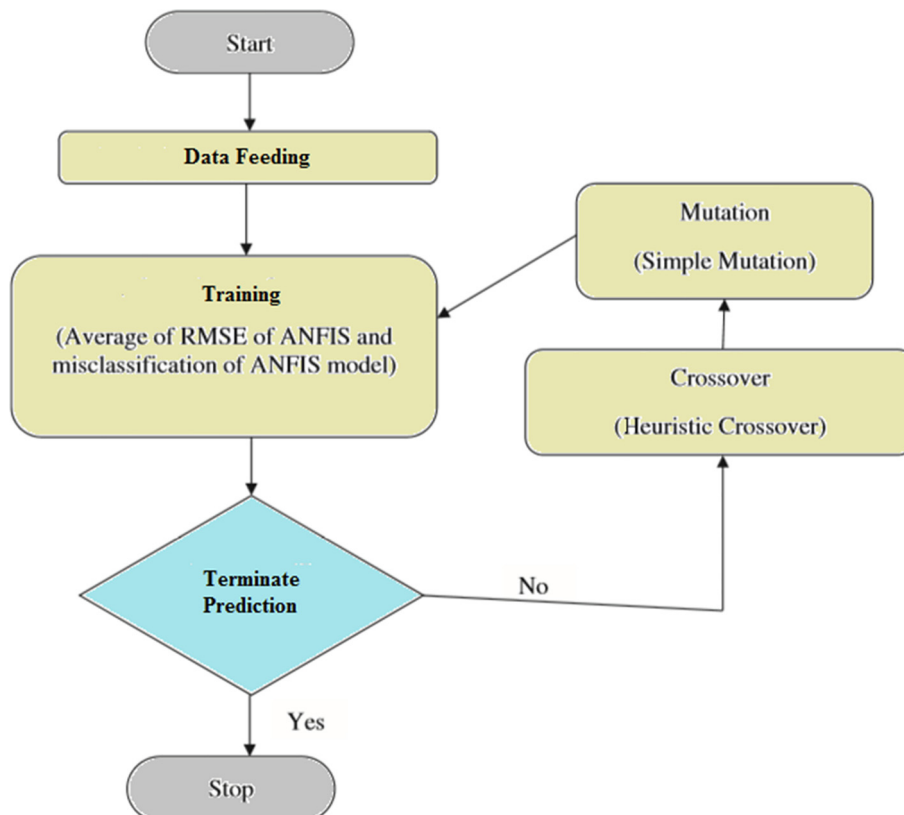 Start
Data Feeding
Training
(Average of RMSE of ANFIS and
misclassification of ANFIS model)
Mutation
(Simple Mutation)
Crossover
(Heuristic Crossover)
Terminate
Prediction
No
Yes
Stop